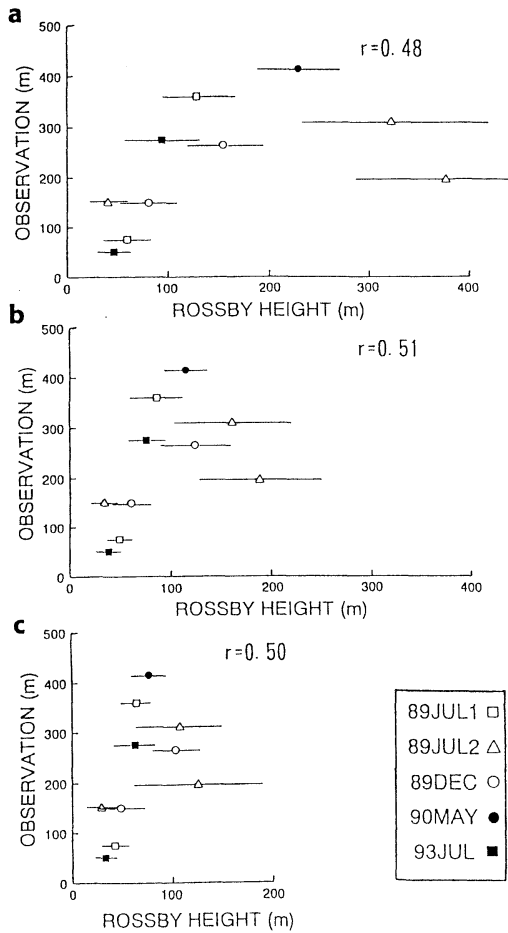 a
r=0.48
500
400
300
200
100
0
OBSERVATION (m)
0 100 200 300 400
ROSSBY HEIGHT (m)
b
r=0.51
500
400
300
200
100
0
OBSERVATION (m)
0 100 200 300 400
ROSSBY HEIGHT (m)
c
r=0.50
500
400
300
200
100
0
OBSERVATION (m)
0 100 200
ROSSBY HEIGHT (m)
89JUL1
89JUL2
89DEC
90MAY
93JUL